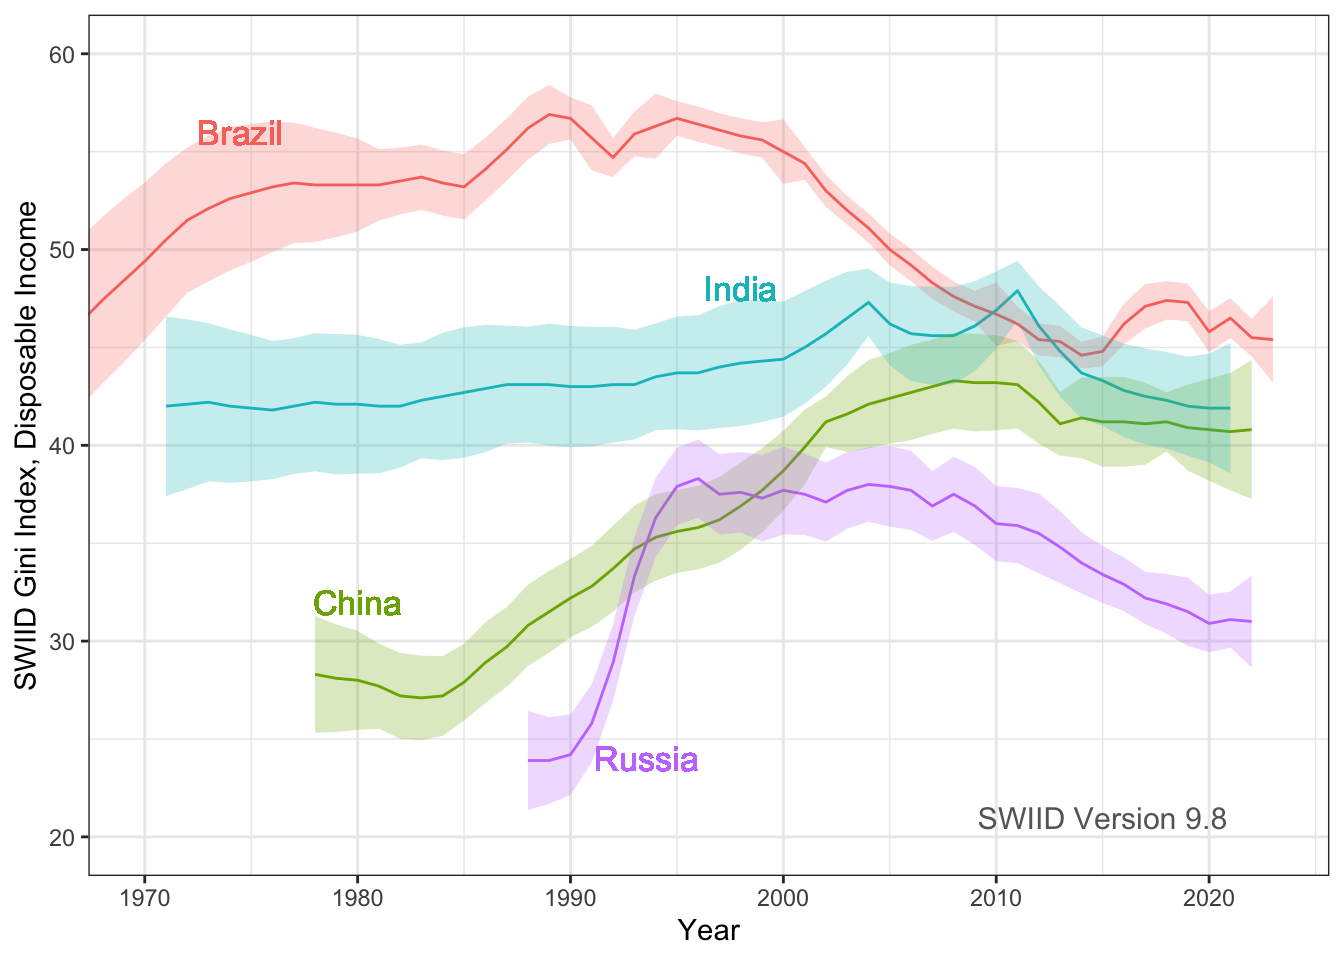 60
50
40
30
20
SWIID Gini Index, Disposable Income
Brazil
India
China
Russia
SWIID Version 9.8
1970 1980 1990 2000 2010 2020
Year